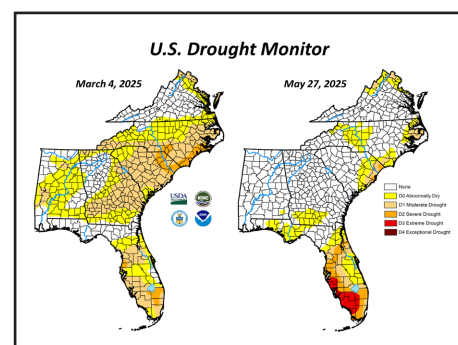 U.S. Drought Monitor
March 4, 2025
May 27, 2025
USDA
None
D0 Abnormally Dry
D1 Moderate Drought
D2 Severe Drought
D3 Extreme Drought
D4 Exceptional Drought